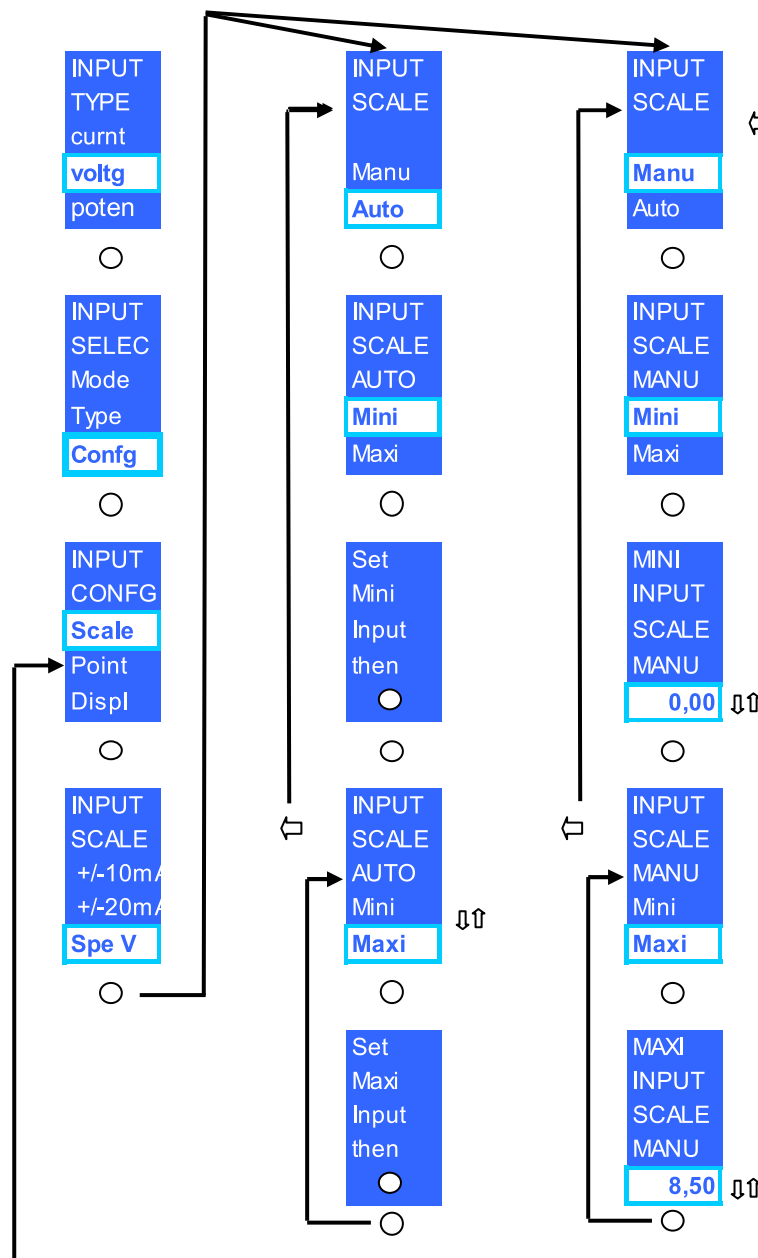 INPUT
TYPE
curnt
voltg
poten
INPUT
SELEC
Mode
Type
Confg
INPUT
CONFG
Scale
Point
Displ
INPUT
SCALE
+/-10mA
+/-20mA
Spe V
INPUT
SCALE
Manu
Auto
INPUT
SCALE
AUTO
Mini
Maxi
Set
Mini
Input
then
INPUT
SCALE
AUTO
Mini
Maxi
Set
Maxi
Input
then
INPUT
SCALE
Manu
Auto
INPUT
SCALE
MANU
Mini
Maxi
MINI
INPUT
SCALE
MANU
0,00
INPUT
SCALE
MANU
Mini
Maxi
MAXI
INPUT
SCALE
MANU
8,50